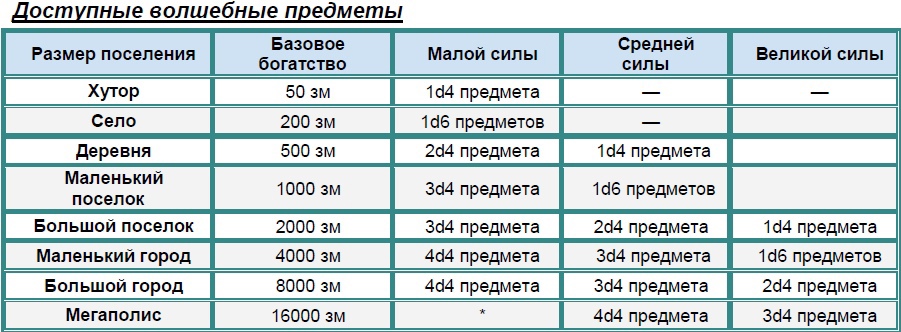 Доступные волшебные предметы
Размер поселения Базовое богатство Малой силы Средней силы Великой силы
Хутор 50 зм 1d4 предмета — —
Село 200 зм 1d6 предметов —
Деревня 500 зм 2d4 предмета 1d4 предмета
Маленький поселок 1000 зм 3d4 предмета 1d6 предметов
Большой поселок 2000 зм 3d4 предмета 2d4 предмета 1d4 предмета
Маленький город 4000 зм 4d4 предмета 3d4 предмета 1d6 предметов
Большой город 8000 зм 4d4 предмета 3d4 предмета 2d4 предмета
Мегаполис 16000 зм * 4d4 предмета 3d4 предмета